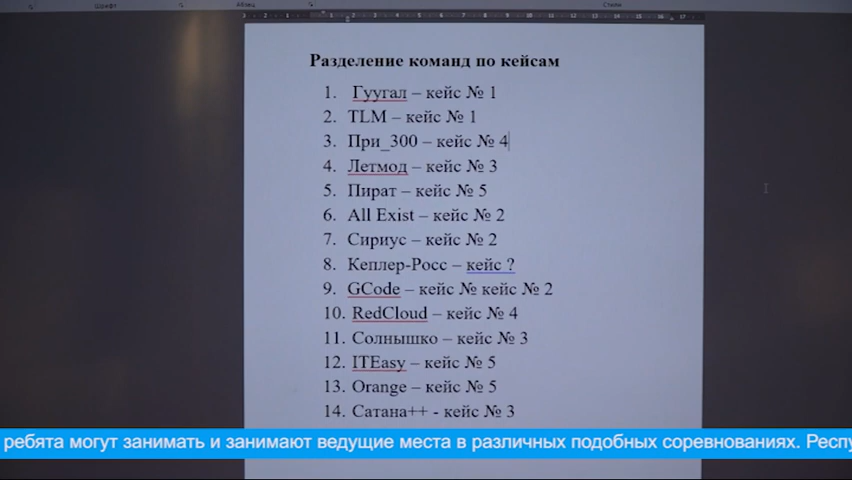 Шрифт
Абзац
Стили
Разделение команд по кейсам
1. Гуугал – кейс № 1
2. TLM – кейс № 1
3. При_300 – кейс № 4
4. Летмод – кейс № 3
5. Пират – кейс № 5
6. All Exist – кейс № 2
7. Сириус – кейс № 2
8. Кеплер-Росс – кейс ?
9. GCode – кейс № кейс № 2
10. RedCloud – кейс № 4
11. Солнышко – кейс № 3
12. ITEasy – кейс № 5
13. Orange – кейс № 5
14. Сатана++ - кейс № 3
ребята могут занимать и занимают ведущие места в различных подобных соревнованиях. Респу